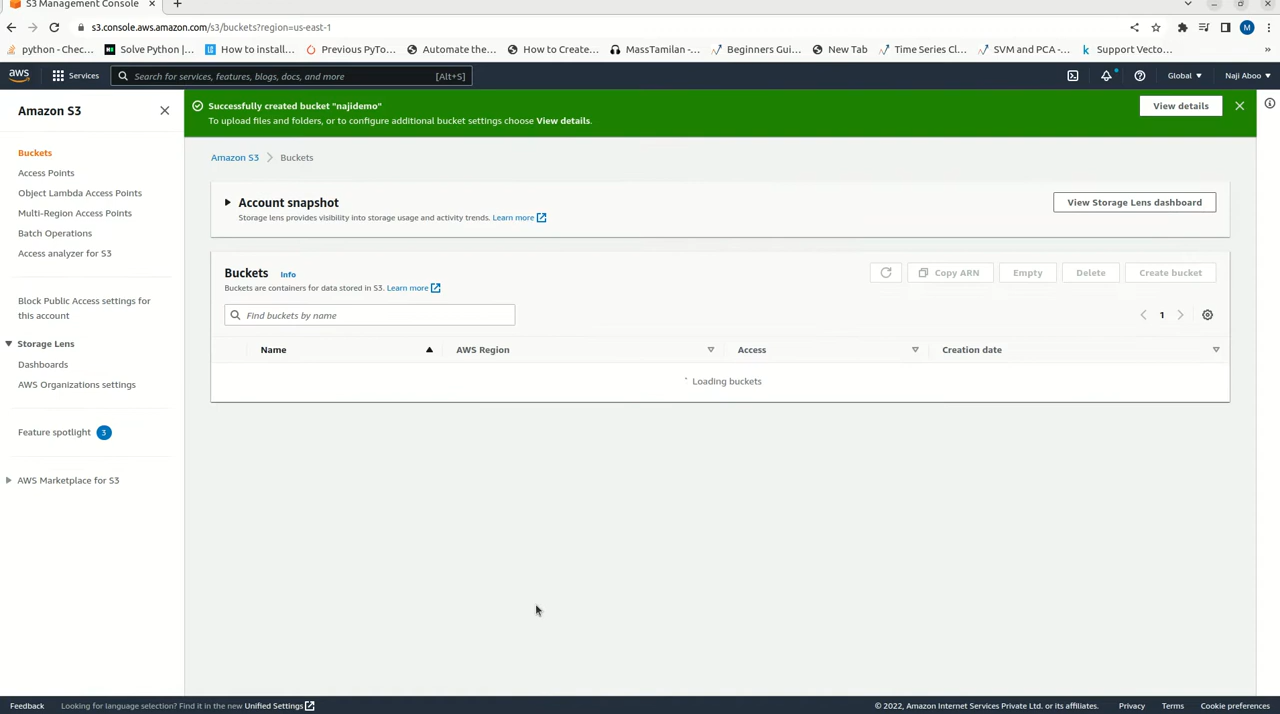 S3 Management Console
s3.console.aws.amazon.com/s3/buckets?region=us-east-1
python - Chec...
Solve Python |...
How to install...
Previous PyTo...
Automate the...
How to Create...
MassTamilan -...
Beginners Gui...
New Tab
Time Series Cl...
SVM and PCA -...
Support Vecto...
aws
Services
Search for services, features, blogs, docs, and more
[Alt+S]
Global
Naji Aboo
Amazon S3
Buckets
Access Points
Object Lambda Access Points
Multi-Region Access Points
Batch Operations
Access analyzer for S3
Block Public Access settings for
this account
Storage Lens
Dashboards
AWS Organizations settings
Feature spotlight 3
AWS Marketplace for S3
Successfully created bucket "najidemo"
To upload files and folders, or to configure additional bucket settings choose View details.
View details
Amazon S3 > Buckets
Account snapshot
Storage lens provides visibility into storage usage and activity trends. Learn more
View Storage Lens dashboard
Buckets Info
Buckets are containers for data stored in S3. Learn more
Copy ARN
Empty
Delete
Create bucket
Find buckets by name
1
Name
AWS Region
Access
Creation date
Loading buckets
Feedback
Looking for language selection? Find it in the new Unified Settings
© 2022, Amazon Internet Services Private Ltd. or its affiliates.
Privacy
Terms
Cookie preferences